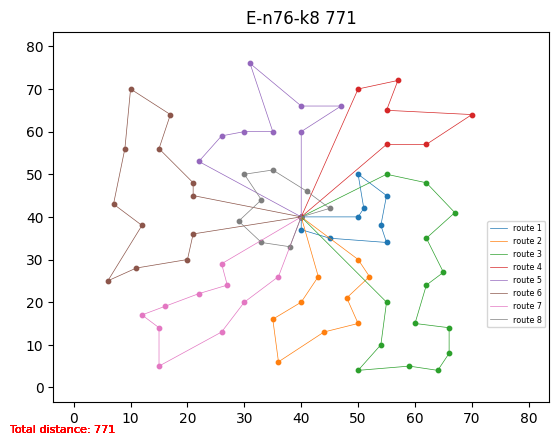 E-n76-k8 771
80
70
60
50
40
30
20
10
0
route 1
route 2
route 3
route 4
route 5
route 6
route 7
route 8
0 10 20 30 40 50 60 70 80
Total distance: 771